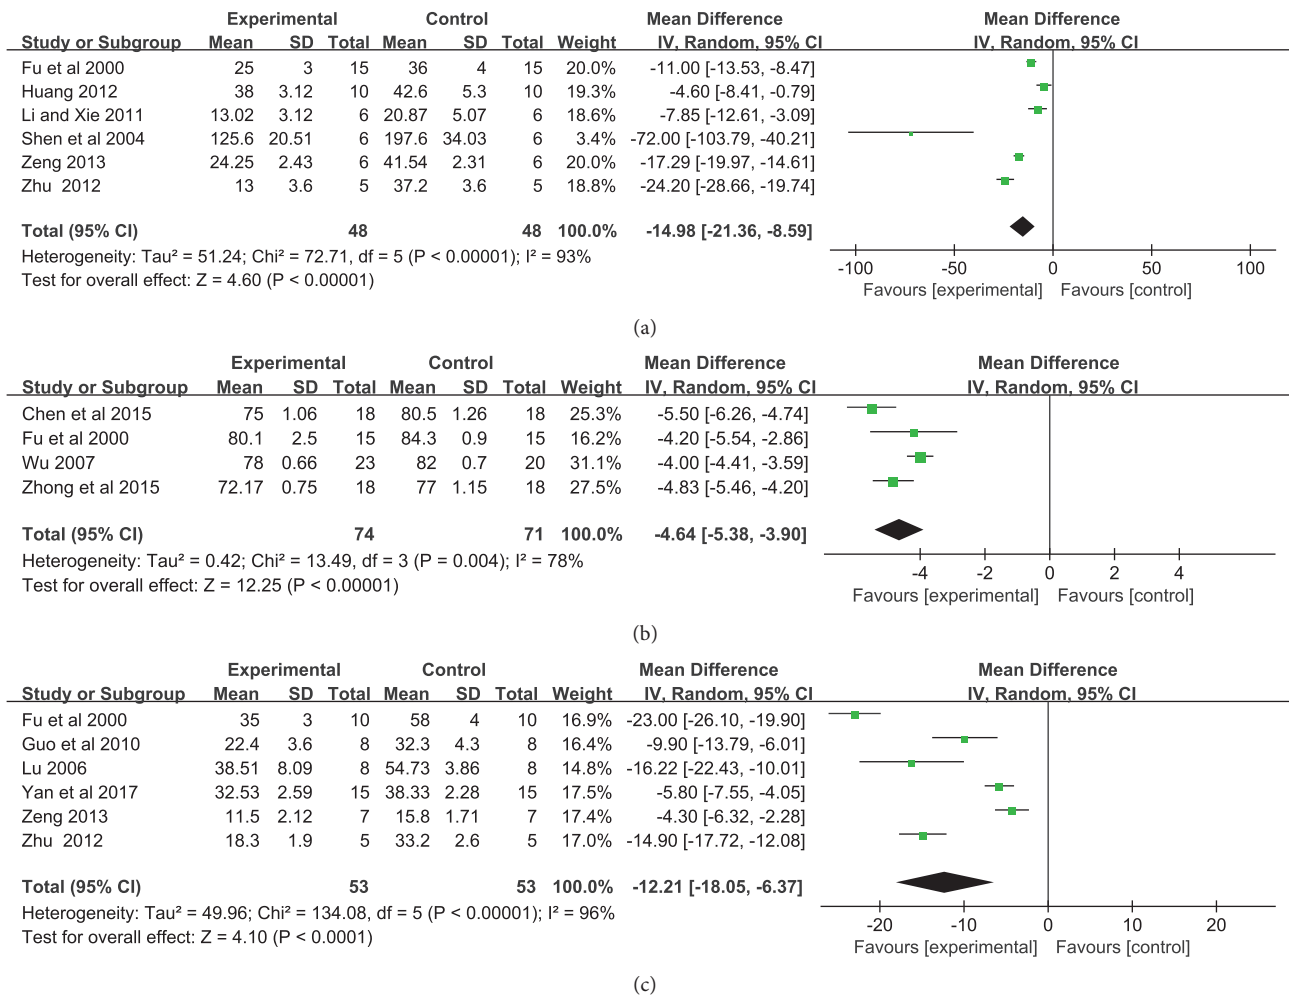 Experimental Control Mean Difference Mean Difference
Study or Subgroup Mean SD Total Mean SD Total Weight IV, Random, 95% CI IV, Random, 95% CI
Fu et al 2000 25 3 15 36 4 15 20.0% -11.00 [-13.53, -8.47]
Huang 2012 38 3.12 10 42.6 5.3 10 19.3% -4.60 [-8.41, -0.79]
Li and Xie 2011 13.02 3.12 6 20.87 5.07 6 18.6% -7.85 [-12.61, -3.09]
Shen et al 2004 125.6 20.51 6 197.6 34.03 6 3.4% -72.00 [-103.79, -40.21]
Zeng 2013 24.25 2.43 6 41.54 2.31 6 20.0% -17.29 [-19.97, -14.61]
Zhu 2012 13 3.6 5 37.2 3.6 5 18.8% -24.20 [-28.66, -19.74]
Total (95% CI) 48 48 100.0% -14.98 [-21.36, -8.59]
Heterogeneity: Tau² = 51.24; Chi² = 72.71, df = 5 (P < 0.00001); I² = 93%
Test for overall effect: Z = 4.60 (P < 0.00001)
-100 -50 0 50 100
Favours [experimental] Favours [control]
(a)
Experimental Control Mean Difference Mean Difference
Study or Subgroup Mean SD Total Mean SD Total Weight IV, Random, 95% CI IV, Random, 95% CI
Chen et al 2015 75 1.06 18 80.5 1.26 18 25.3% -5.50 [-6.26, -4.74]
Fu et al 2000 80.1 2.5 15 84.3 0.9 15 16.2% -4.20 [-5.54, -2.86]
Wu 2007 78 0.66 23 82 0.7 20 31.1% -4.00 [-4.41, -3.59]
Zhong et al 2015 72.17 0.75 18 77 1.15 18 27.5% -4.83 [-5.46, -4.20]
Total (95% CI) 74 71 100.0% -4.64 [-5.38, -3.90]
Heterogeneity: Tau² = 0.42; Chi² = 13.49, df = 3 (P = 0.004); I² = 78%
Test for overall effect: Z = 12.25 (P < 0.00001)
-4 -2 0 2 4
Favours [experimental] Favours [control]
(b)
Experimental Control Mean Difference Mean Difference
Study or Subgroup Mean SD Total Mean SD Total Weight IV, Random, 95% CI IV, Random, 95% CI
Fu et al 2000 35 3 10 58 4 10 16.9% -23.00 [-26.10, -19.90]
Guo et al 2010 22.4 3.6 8 32.3 4.3 8 16.4% -9.90 [-13.79, -6.01]
Lu 2006 38.51 8.09 8 54.73 3.86 8 14.8% -16.22 [-22.43, -10.01]
Yan et al 2017 32.53 2.59 15 38.33 2.28 15 17.5% -5.80 [-7.55, -4.05]
Zeng 2013 11.5 2.12 7 15.8 1.71 7 17.4% -4.30 [-6.32, -2.28]
Zhu 2012 18.3 1.9 5 33.2 2.6 5 17.0% -14.90 [-17.72, -12.08]
Total (95% CI) 53 53 100.0% -12.21 [-18.05, -6.37]
Heterogeneity: Tau² = 49.96; Chi² = 134.08, df = 5 (P < 0.00001); I² = 96%
Test for overall effect: Z = 4.10 (P < 0.0001)
-20 -10 0 10 20
Favours [experimental] Favours [control]
(c)